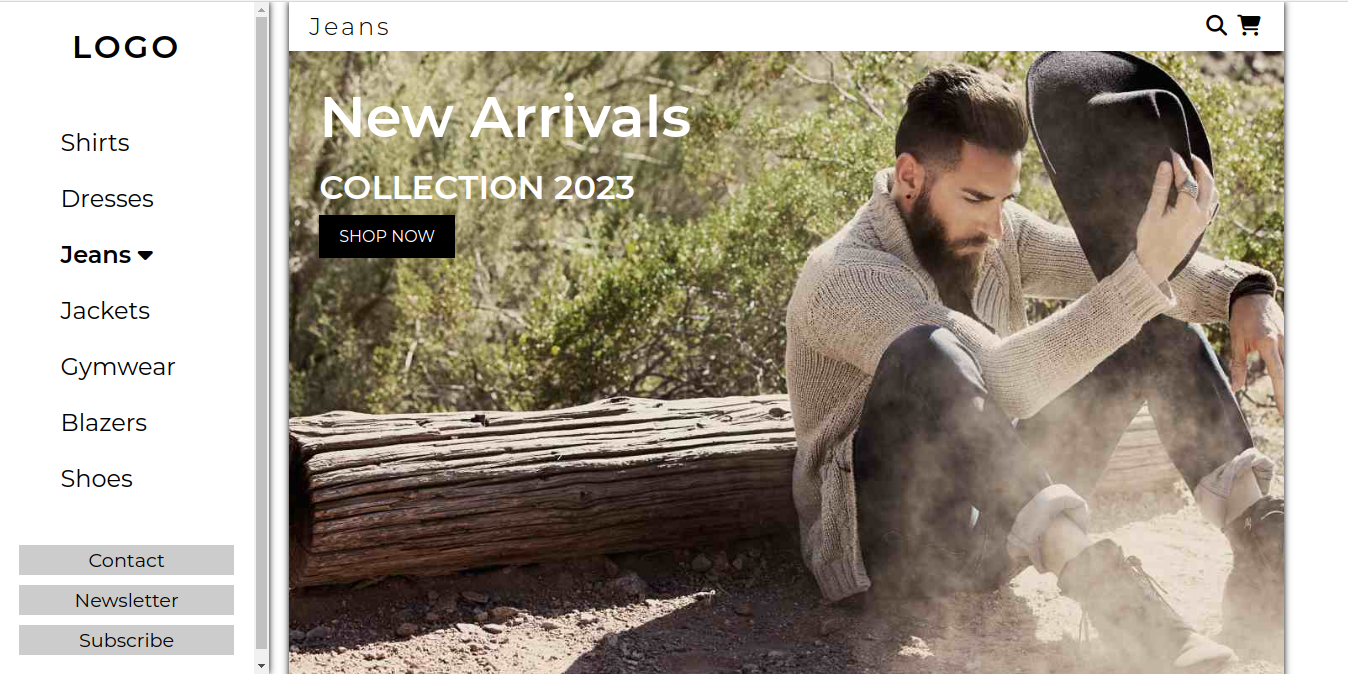 LOGO
Shirts
Dresses
Jeans
Jackets
Gymwear
Blazers
Shoes
Contact
Newsletter
Subscribe
Jeans
New Arrivals
COLLECTION 2023
SHOP NOW